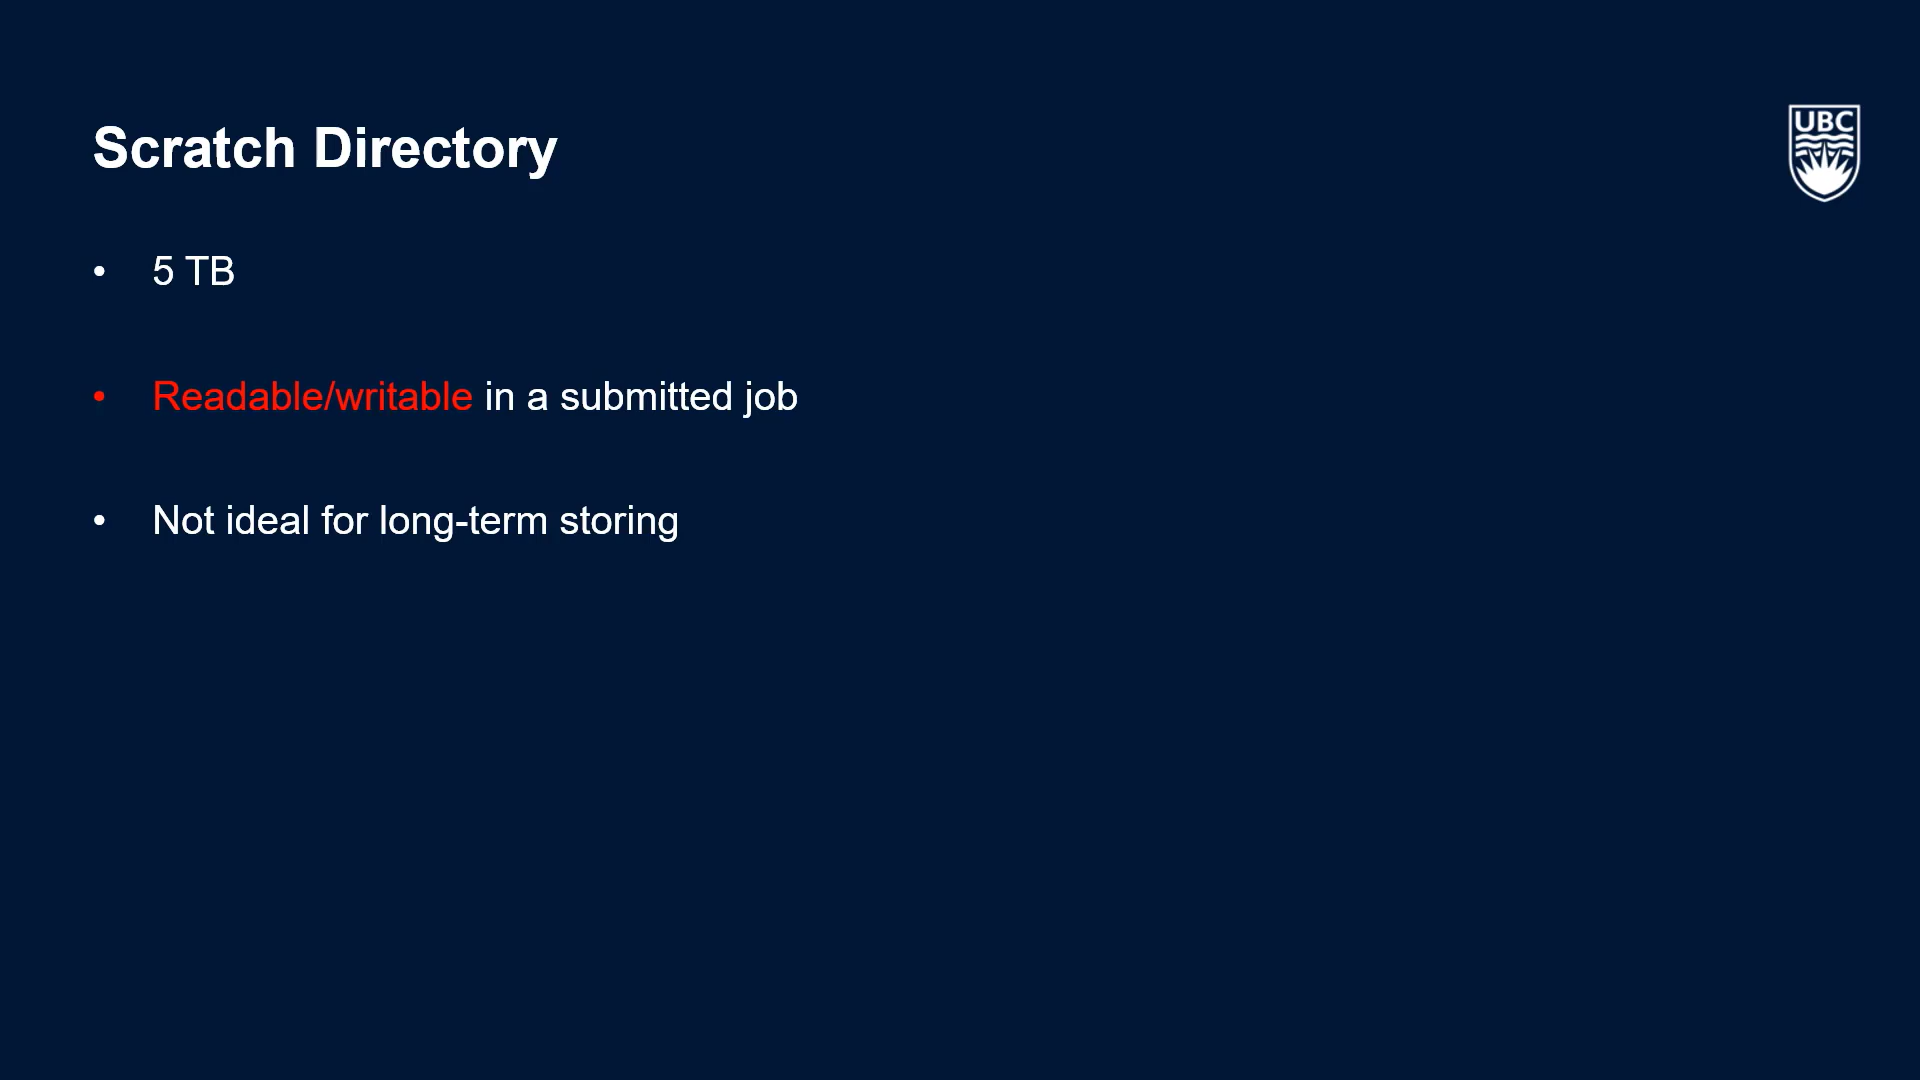 Scratch Directory
UBC
• 5 TB
• Readable/writable in a submitted job
• Not ideal for long-term storing